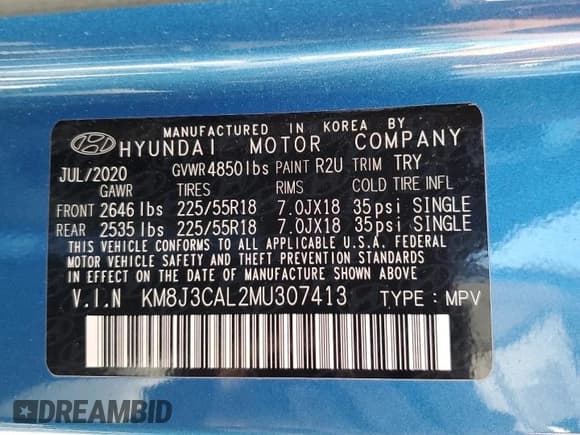 MANUFACTURED IN KOREA BY
HYUNDAI MOTOR COMPANY
JUL/2020 GVWR 4850lbs PAINT R2U TRIM TRY
GAWR TIRES RIMS COLD TIRE INFL
FRONT 2646 lbs 225/55R18 7.0JX18 35psi SINGLE
REAR 2535 lbs 225/55R18 7.0JX18 35psi SINGLE
THIS VEHICLE CONFORMS TO ALL APPLICABLE U.S.A. FEDERAL
MOTOR VEHICLE SAFETY AND THEFT PREVENTION STANDARDS
IN EFFECT ON THE DATE OF MANUFACTURE SHOWN ABOVE.
V.I.N KM8J3CAL2MU307413 TYPE : MPV
DREAMBID